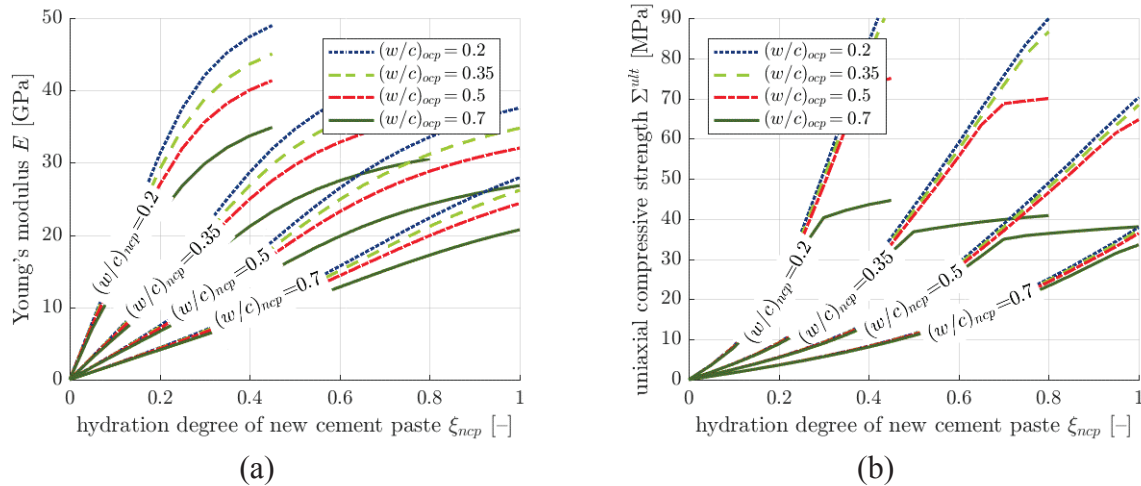 50
40
30
20
10
0
0
0.2
0.4
0.6
0.8
1
Young's modulus E [GPa]
hydration degree of new cement paste ξncp [–]
(w/c)ocp = 0.2
(w/c)ocp = 0.35
(w/c)ocp = 0.5
(w/c)ocp = 0.7
(w/c)ncp=0.2
(w/c)ncp=0.35
(w/c)ncp=0.5
(w/c)ncp=0.7
(a)
90
80
70
60
50
40
30
20
10
0
0
0.2
0.4
0.6
0.8
1
uniaxial compressive strength Σult [MPa]
hydration degree of new cement paste ξncp [–]
(w/c)ocp = 0.2
(w/c)ocp = 0.35
(w/c)ocp = 0.5
(w/c)ocp = 0.7
(w/c)ncp=0.2
(w/c)ncp=0.35
(w/c)ncp=0.5
(w/c)ncp=0.7
(b)